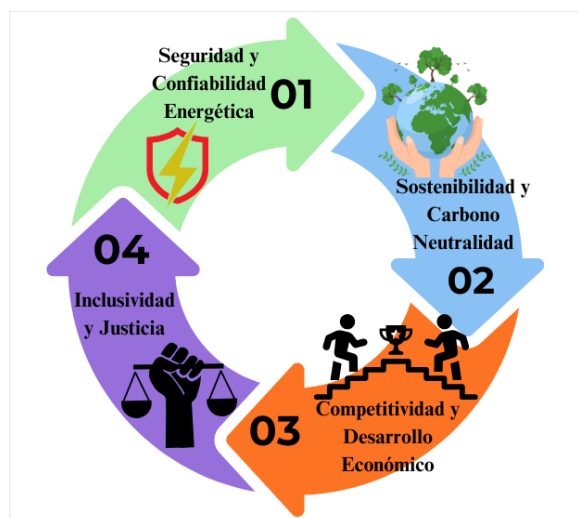 Seguridad y
Confiabilidad
Energética
01
Sostenibilidad y
Carbono
Neutralidad
02
Competitividad y
Desarrollo
Económico
03
04
Inclusividad
y Justicia